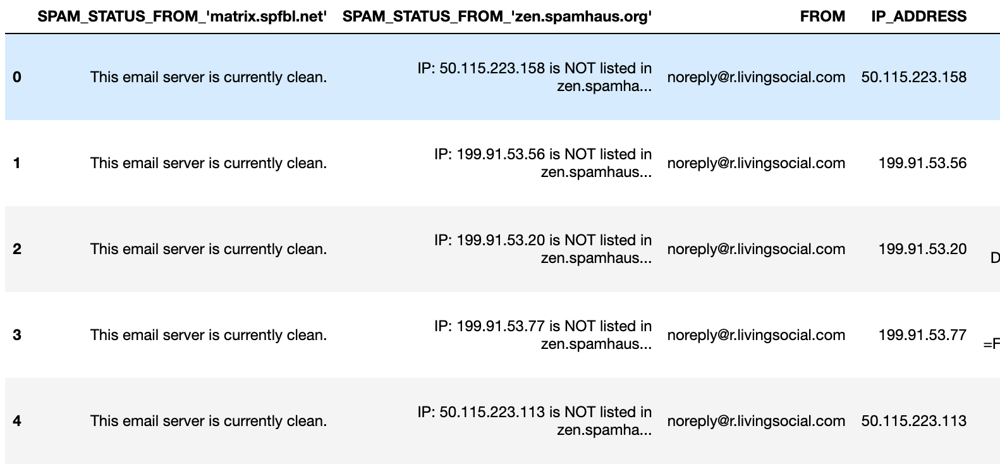 SPAM_STATUS_FROM_'matrix.spfbl.net' SPAM_STATUS_FROM_'zen.spamhaus.org' FROM IP_ADDRESS
0 This email server is currently clean. IP: 50.115.223.158 is NOT listed in zen.spamha... noreply@r.livingsocial.com 50.115.223.158
1 This email server is currently clean. IP: 199.91.53.56 is NOT listed in zen.spamhaus... noreply@r.livingsocial.com 199.91.53.56
2 This email server is currently clean. IP: 199.91.53.20 is NOT listed in zen.spamhaus... noreply@r.livingsocial.com 199.91.53.20 D
3 This email server is currently clean. IP: 199.91.53.77 is NOT listed in zen.spamhaus... noreply@r.livingsocial.com 199.91.53.77 =F
4 This email server is currently clean. IP: 50.115.223.113 is NOT listed in zen.spamha... noreply@r.livingsocial.com 50.115.223.113